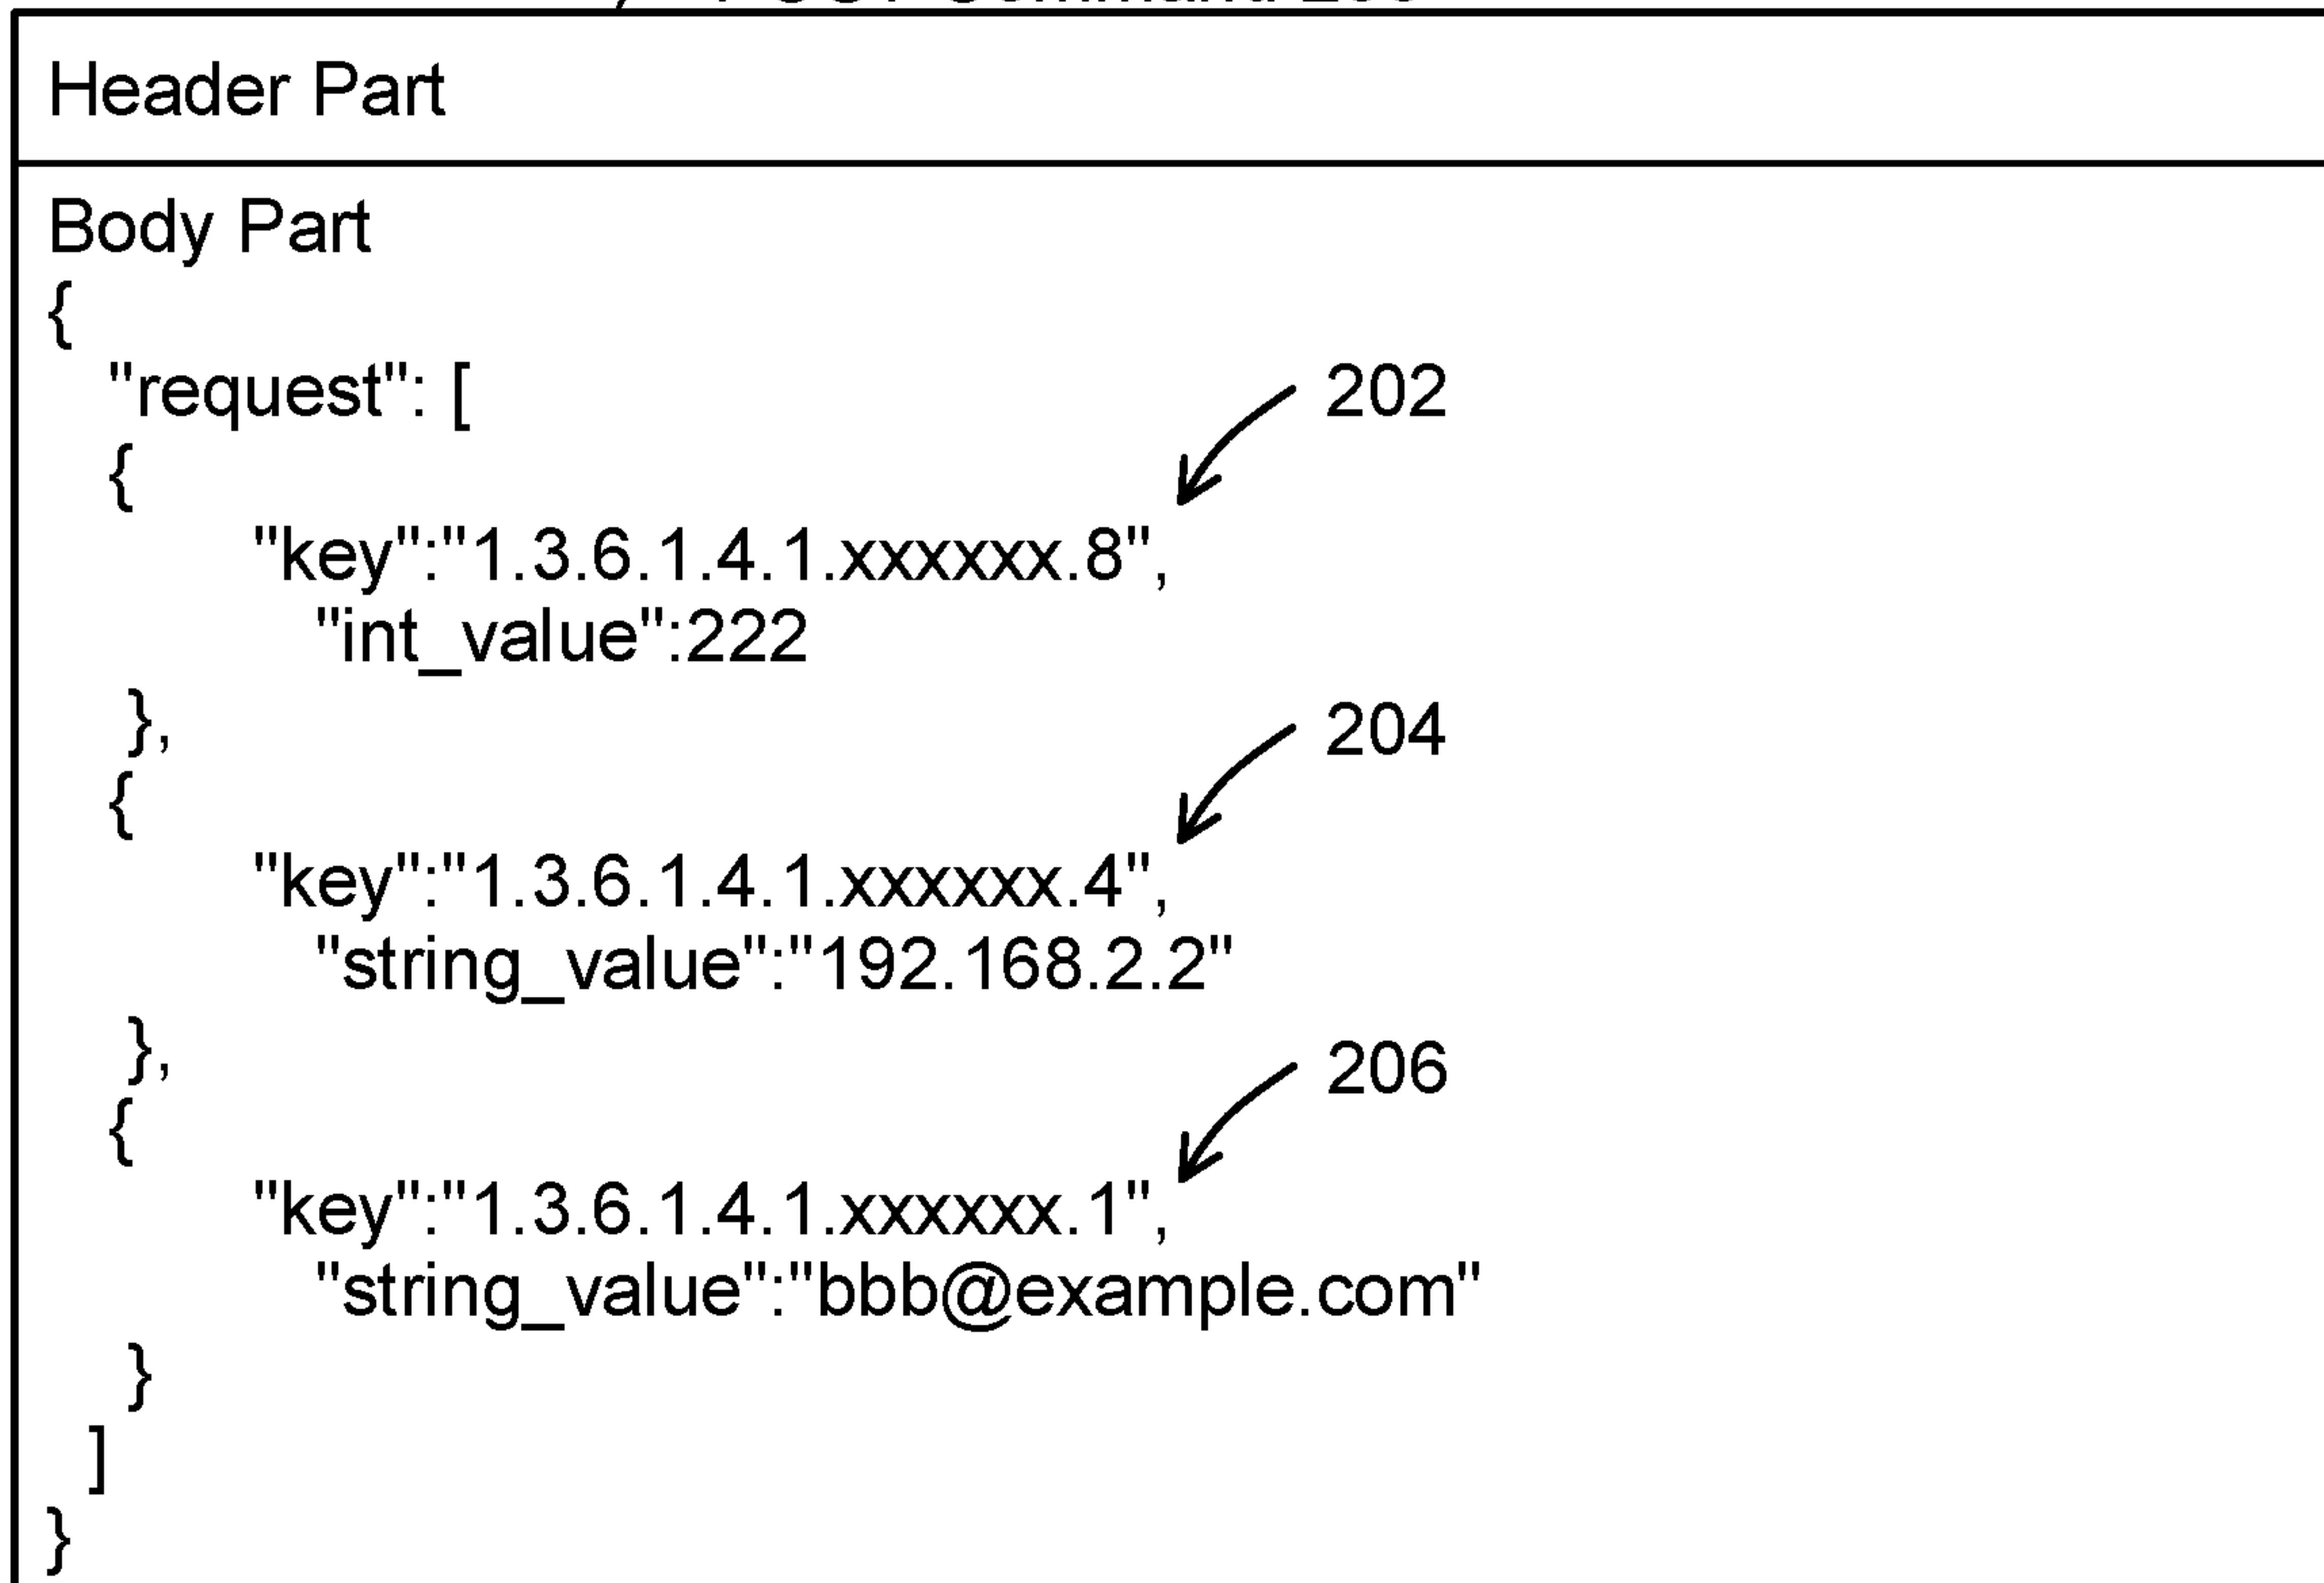 Header Part
Body Part
{
"request": [
202
{
"key":"1.3.6.1.4.1.xxxxxx.8",
"int_value":222
},
204
{
"key":"1.3.6.1.4.1.xxxxxx.4",
"string_value":"192.168.2.2"
},
206
{
"key":"1.3.6.1.4.1.xxxxxx.1",
"string_value":"bbb@example.com"
}
]
}